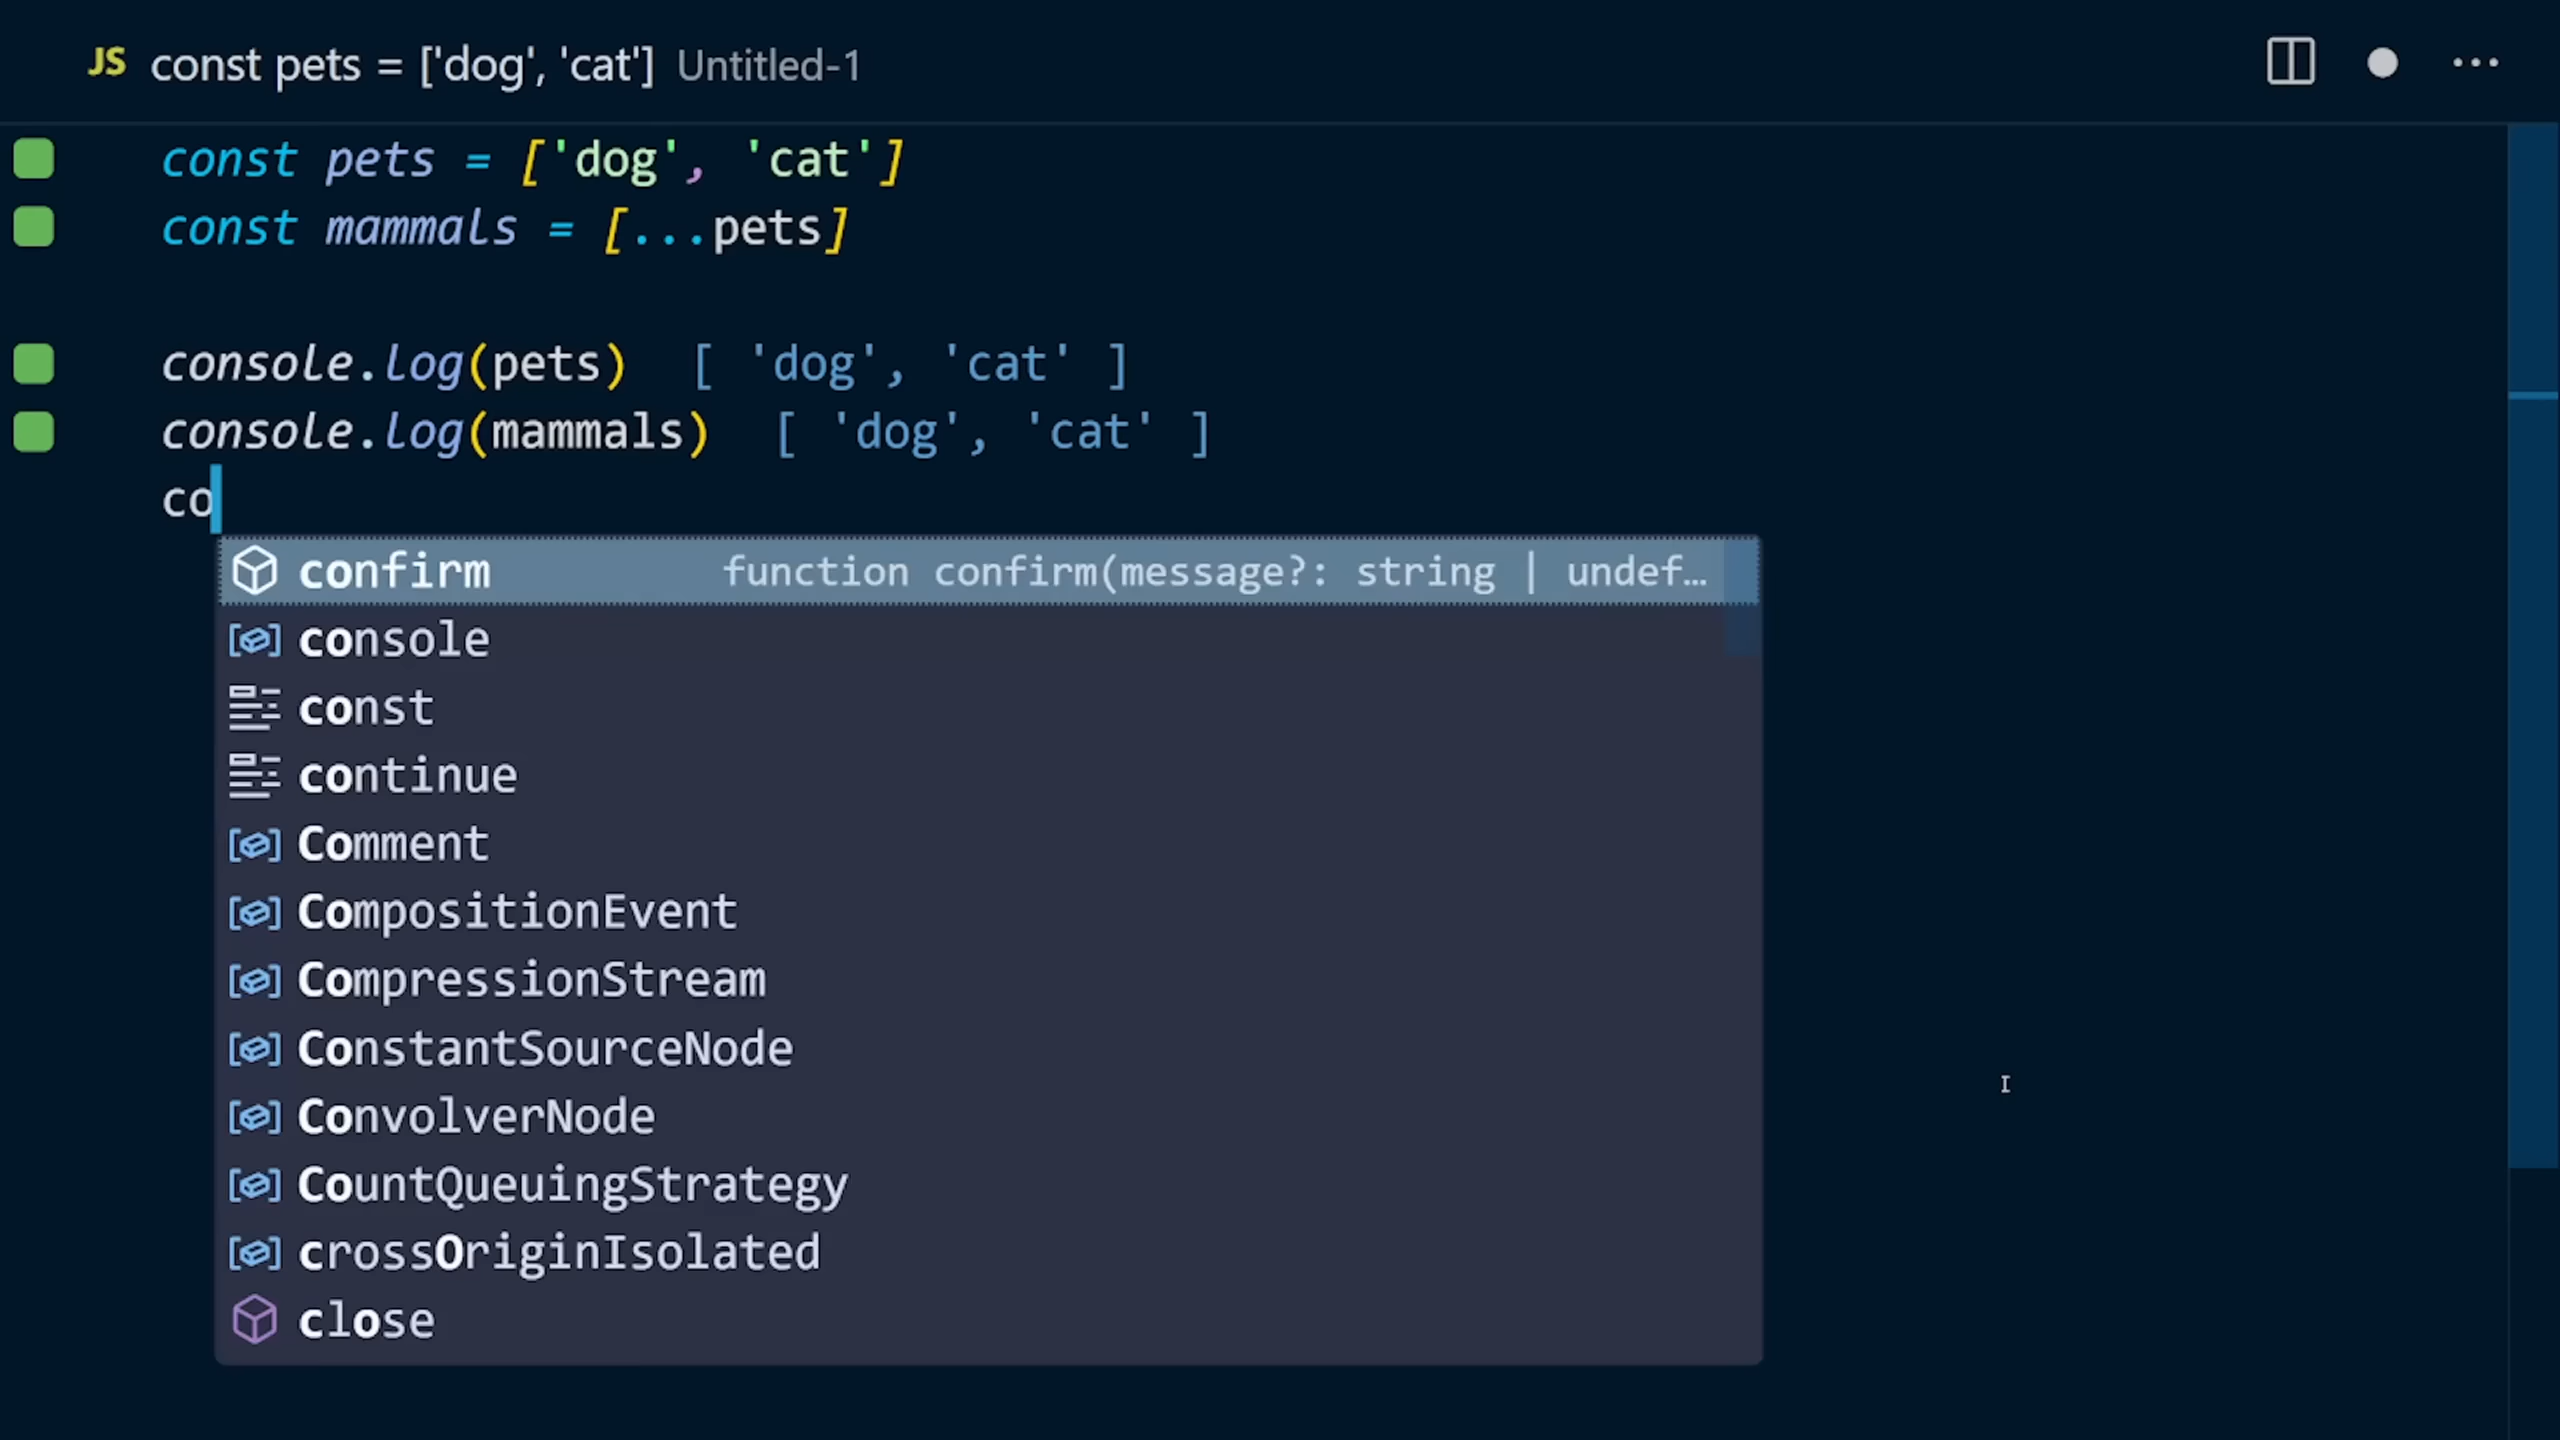 JS const pets = ['dog', 'cat'] Untitled-1
const pets = ['dog', 'cat']
const mammals = [...pets]
console.log(pets) [ 'dog', 'cat' ]
console.log(mammals) [ 'dog', 'cat' ]
co
confirm function confirm(message?: string | undef…
console
const
continue
Comment
CompositionEvent
CompressionStream
ConstantSourceNode
ConvolverNode
CountQueuingStrategy
crossOriginIsolated
close